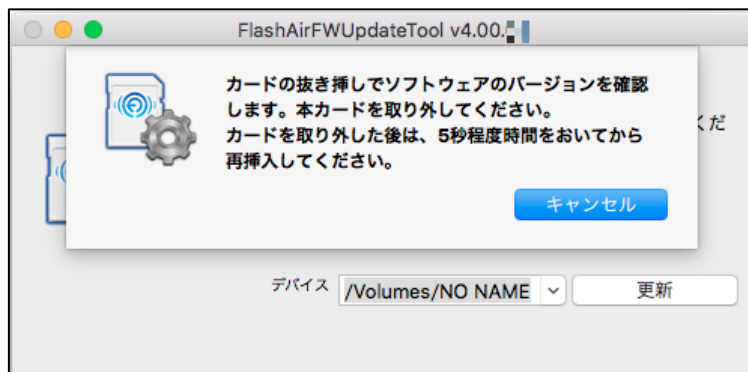 FlashAirFWUpdateTool v4.00.
カードの抜き挿しでソフトウェアのバージョンを確認
します。本カードを取り外してください。
カードを取り外した後は、5秒程度時間をおいてから
再挿入してください。
くだ
キャンセル
デバイス /Volumes/NO NAME 更新